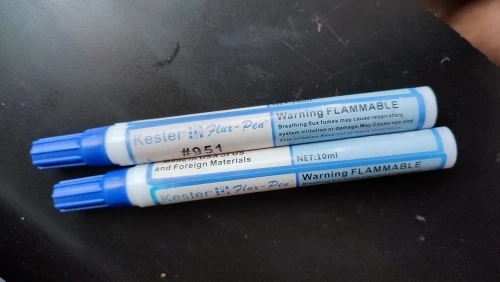 Kester Flux-Pen
#951
Warning FLAMMABLE
Breathing flux fumes may cause respiratory
system irritation or damage.May Cause eye and
and Foreign Materials
NET:10ml
Kester Flux-Pen
Warning FLAMMABLE